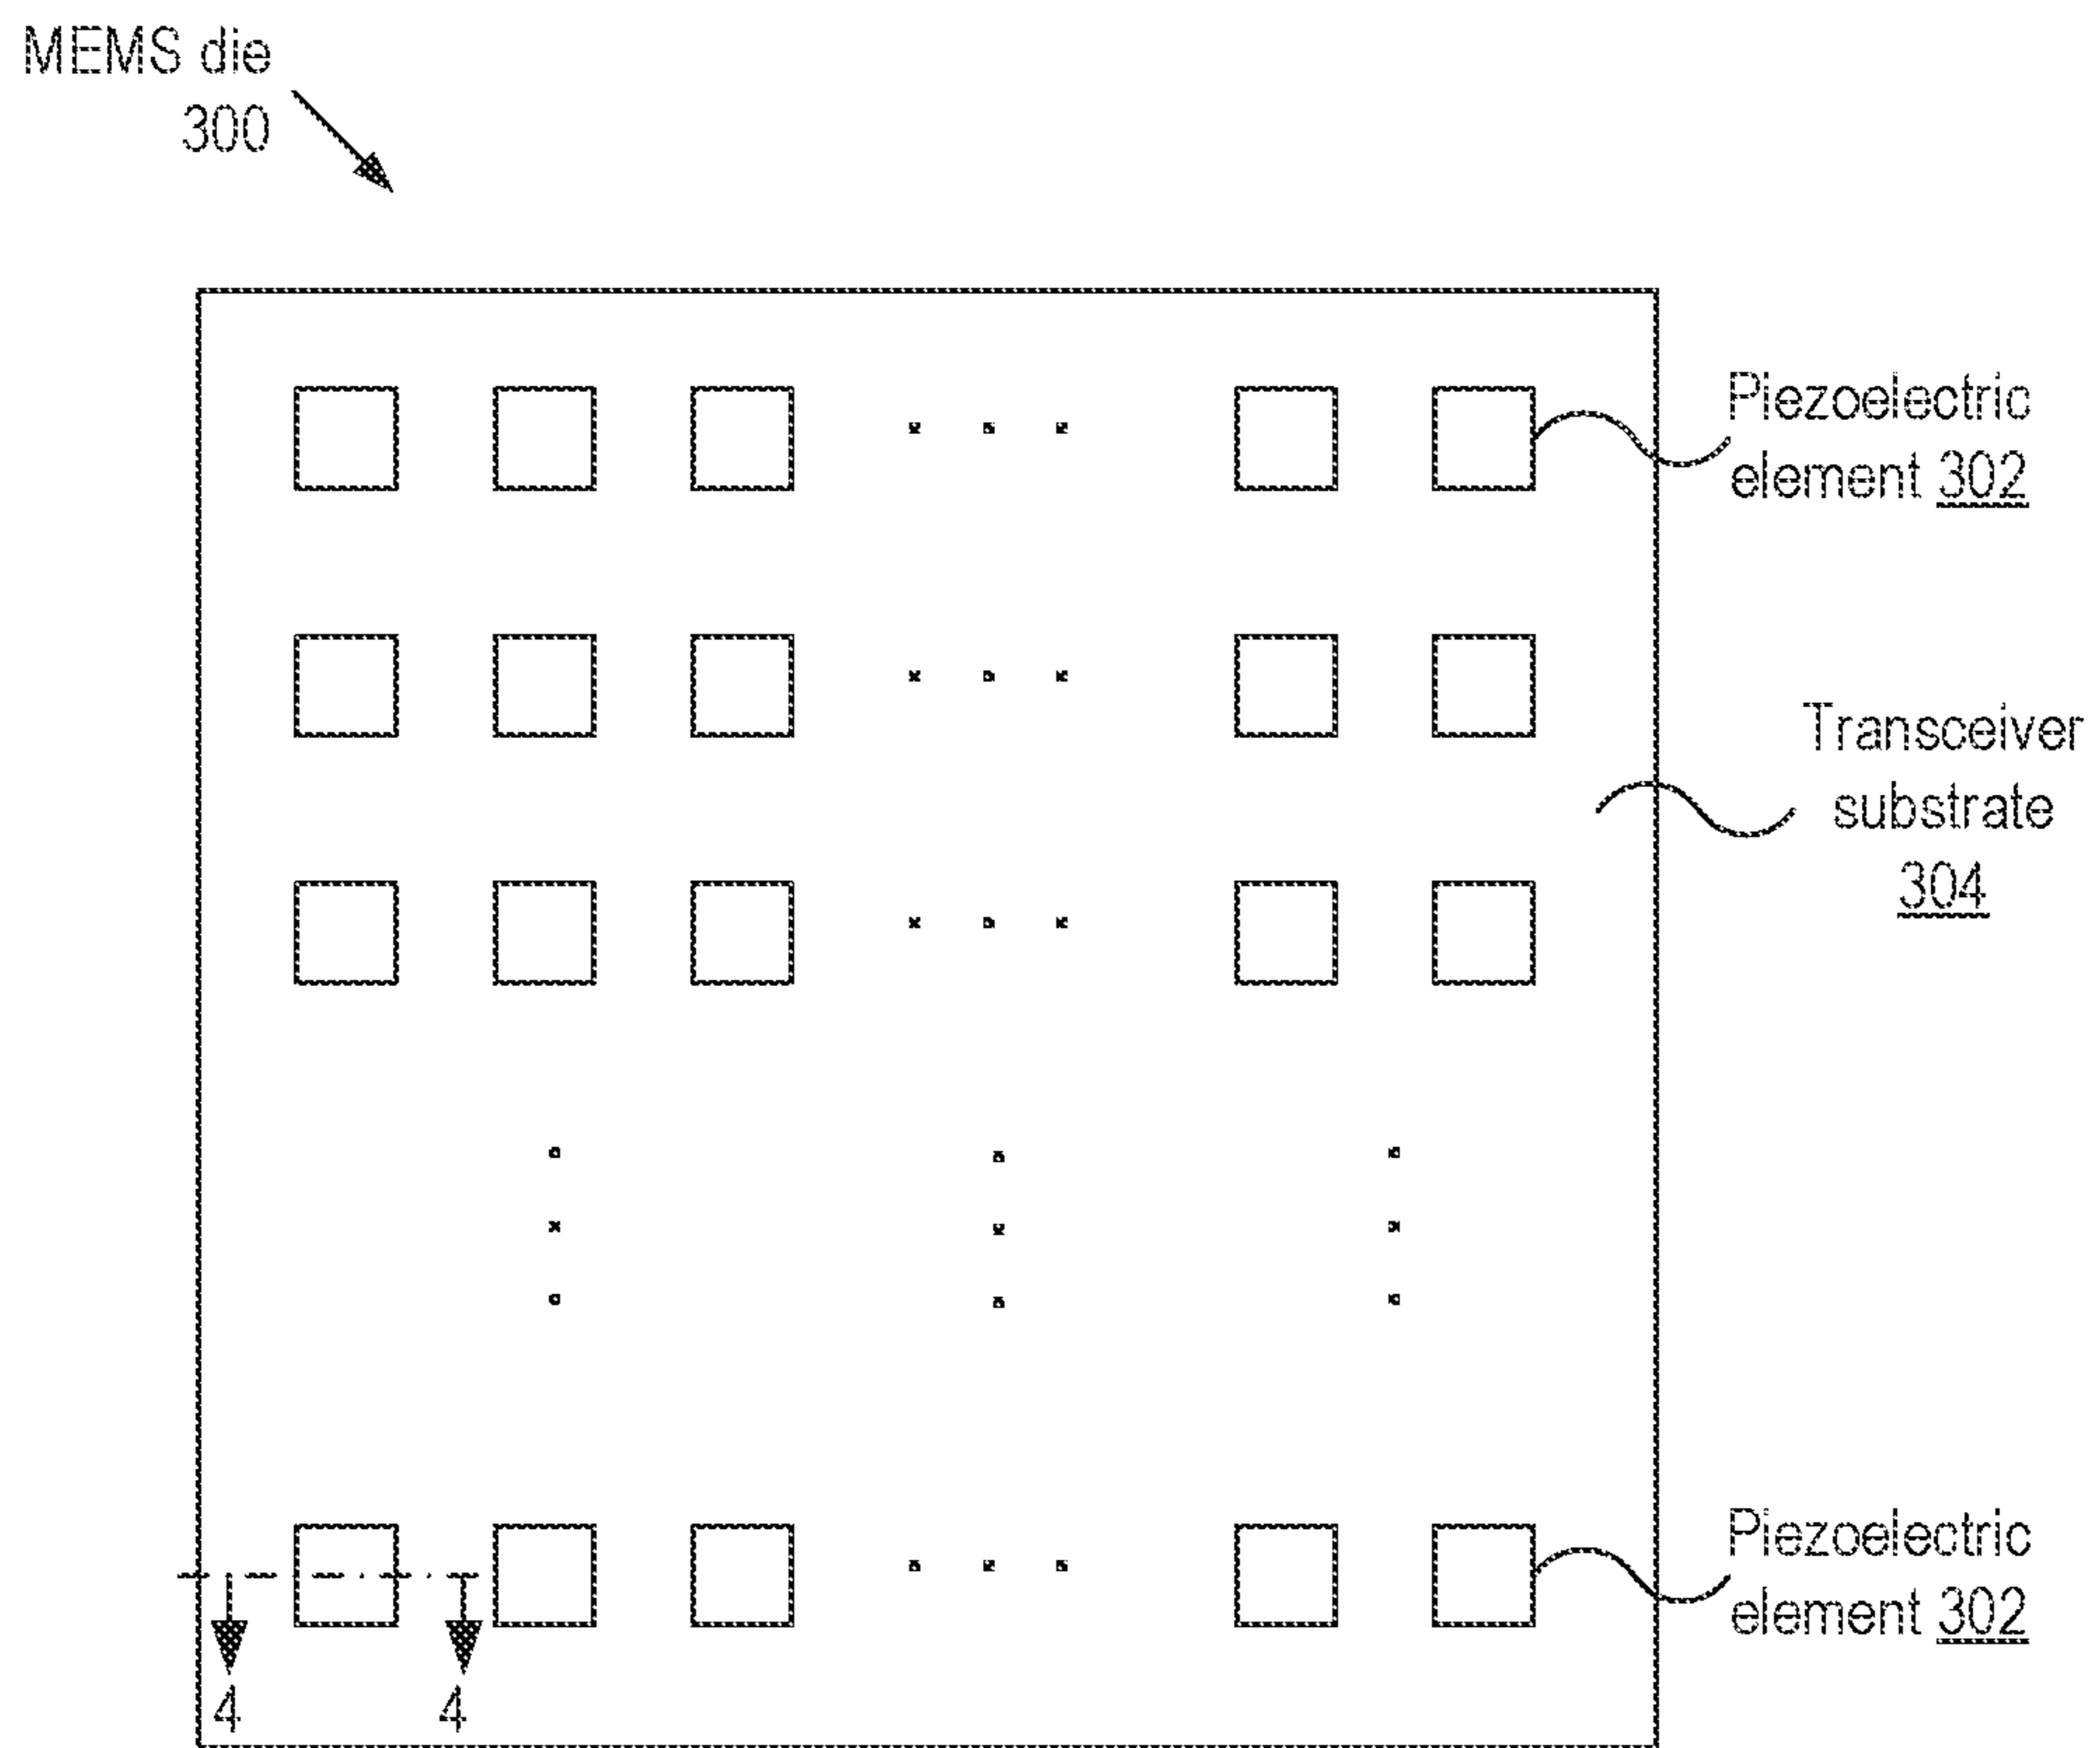 MEMS die
300
Piezoelectric
element 302
Transceiver
substrate
304
Piezoelectric
element 302
4 4